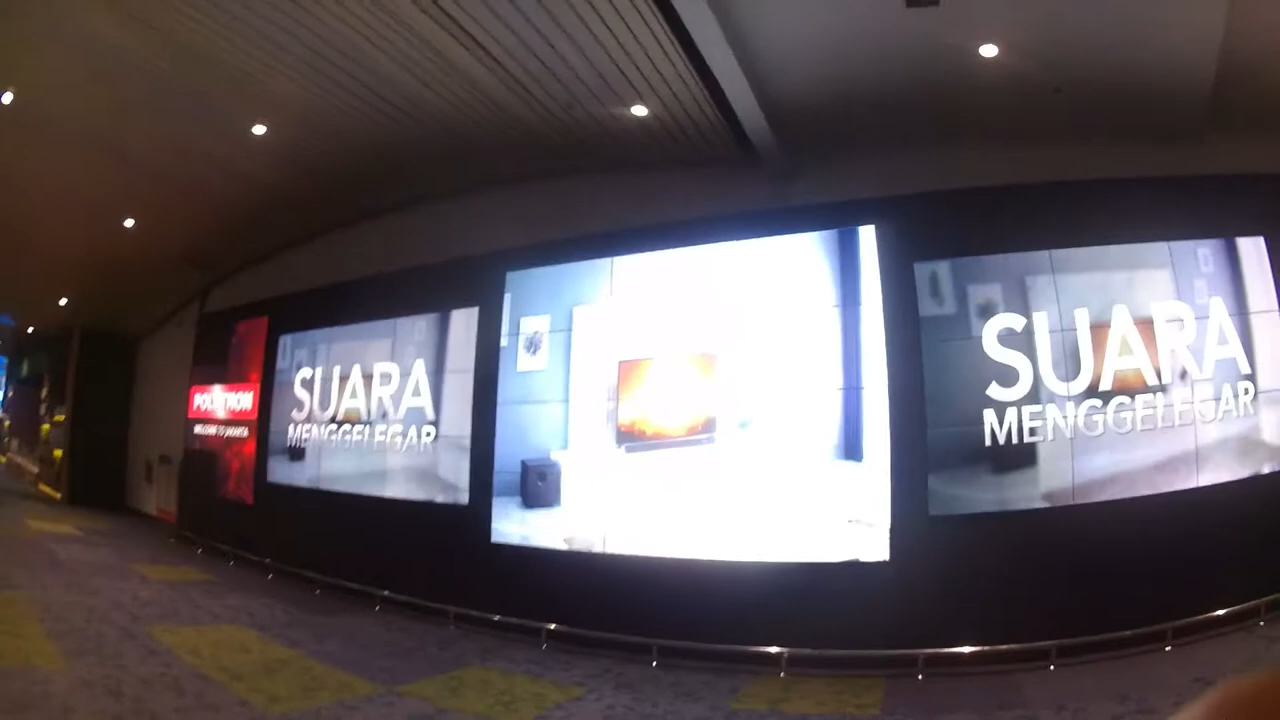 POLYTRON
WELCOME TO JAKARTA
SUARA
MENGGELEGAR
SUARA
MENGGELEGAR